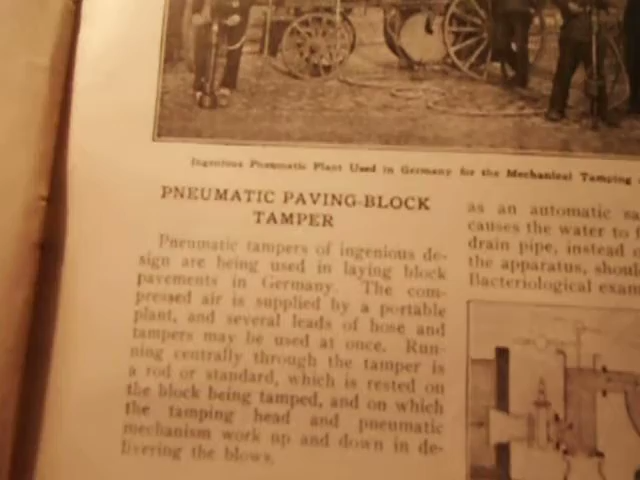 Ingenious Pneumatic Plant Used in Germany for the Mechanical Tamping
PNEUMATIC PAVING-BLOCK
TAMPER
Pneumatic tampers of ingenious de-
sign are being used in laying block
pavements in Germany. The com-
pressed air is supplied by a portable
plant, and several leads of hose and
tampers may be used at once. Run-
ning centrally through the tamper is
a rod or standard, which is rested on
the block being tamped, and on which
the tamping head and pneumatic
mechanism work up and down in de-
livering the blows.
as an automatic sa
causes the water to f
drain pipe, instead o
the apparatus, shou
Bacteriological exam